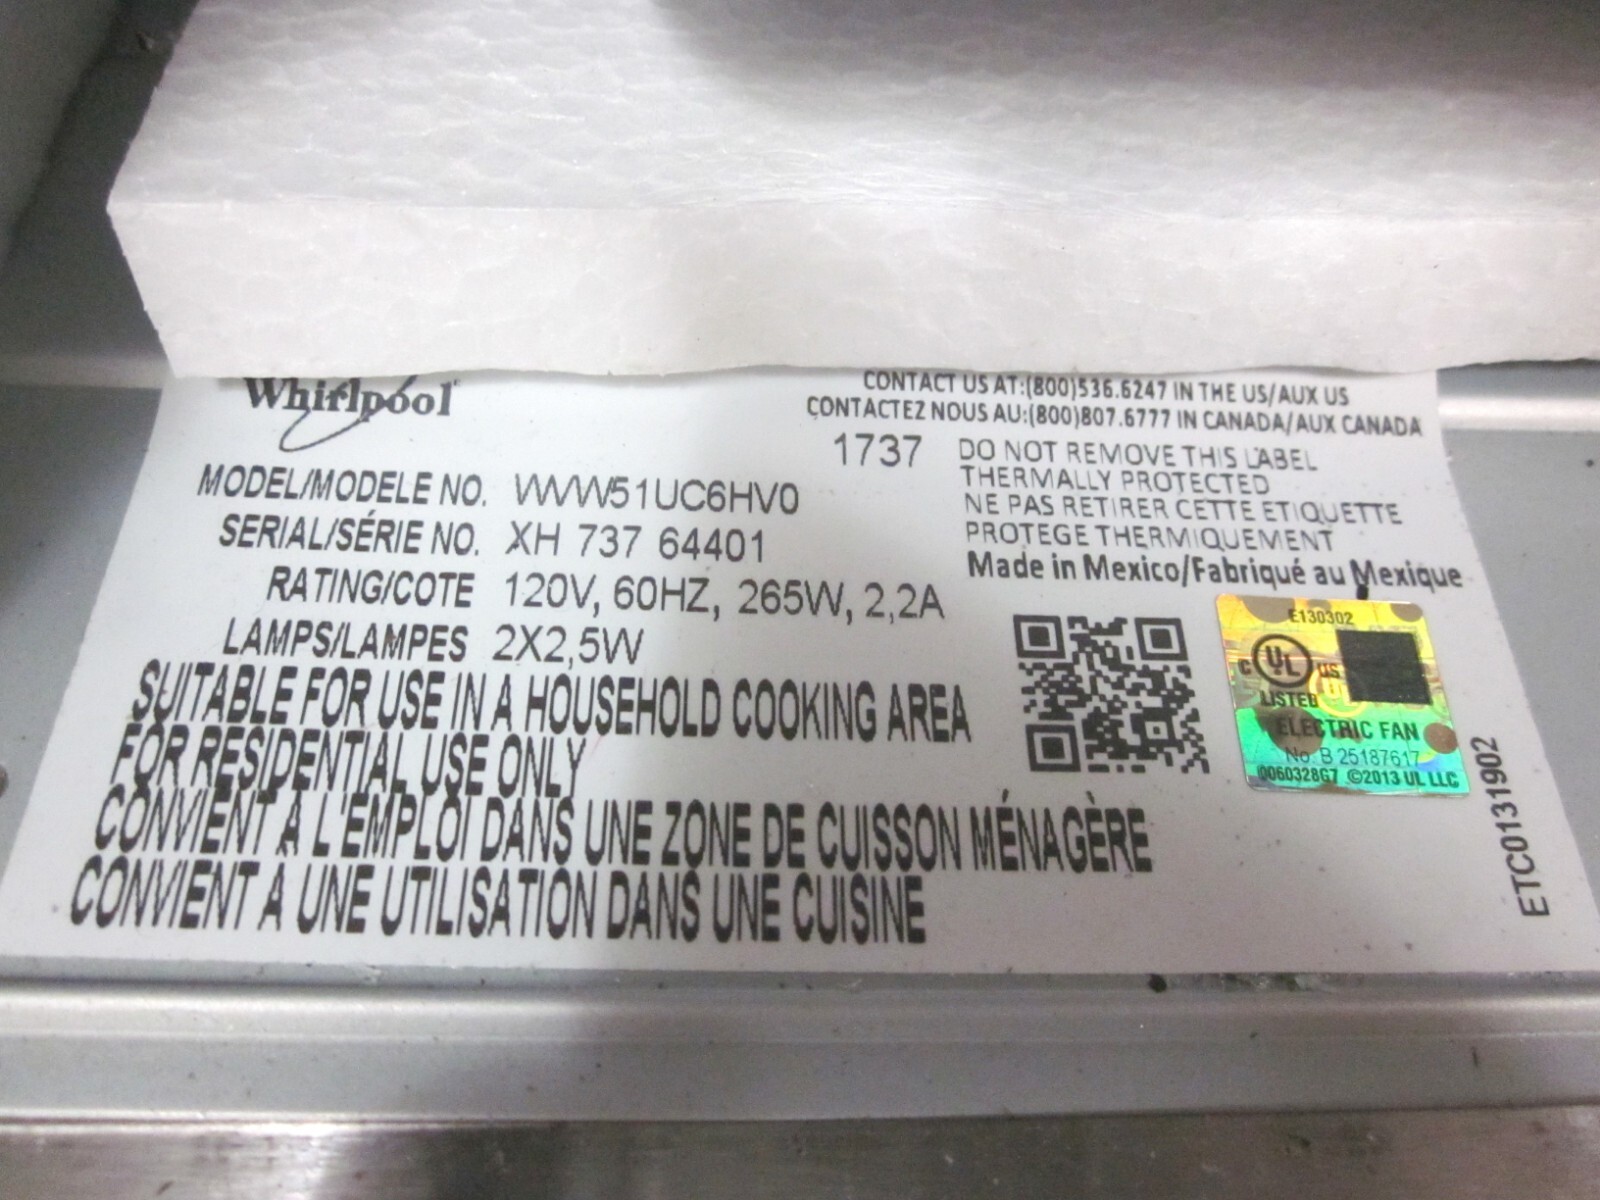 Whirlpool
CONTACT US AT:(800)536.6247 IN THE US/AUX US
CONTACTEZ NOUS AU:(800)807.6777 IN CANADA/AUX CANADA
1737
DO NOT REMOVE THIS LABEL
THERMALLY PROTECTED
NE PAS RETIRER CETTE ETIQUETTE
PROTEGE THERMIQUEMENT
Made in Mexico/Fabriqué au Mexique
MODEL/MODELE NO. WVW51UC6HV0
SERIAL/SÉRIE NO. XH 737 64401
RATING/COTE 120V, 60HZ, 265W, 2,2A
LAMPS/LAMPES 2X2,5W
SUITABLE FOR USE IN A HOUSEHOLD COOKING AREA
FOR RESIDENTIAL USE ONLY
CONVIENT À L'EMPLOI DANS UNE ZONE DE CUISSON MÉNAGÈRE
CONVIENT À UNE UTILISATION DANS UNE CUISINE
E130302
C UL US
LISTED
ELECTRIC FAN
No. B 25187617
0060328G7 ©2013 UL LLC
ETC0131902